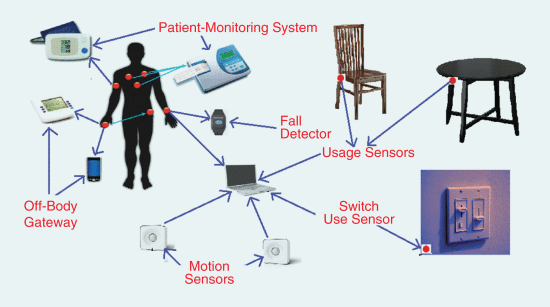 Patient-Monitoring System
Fall
Detector
Usage Sensors
Off-Body
Gateway
Switch
Use Sensor
Motion
Sensors